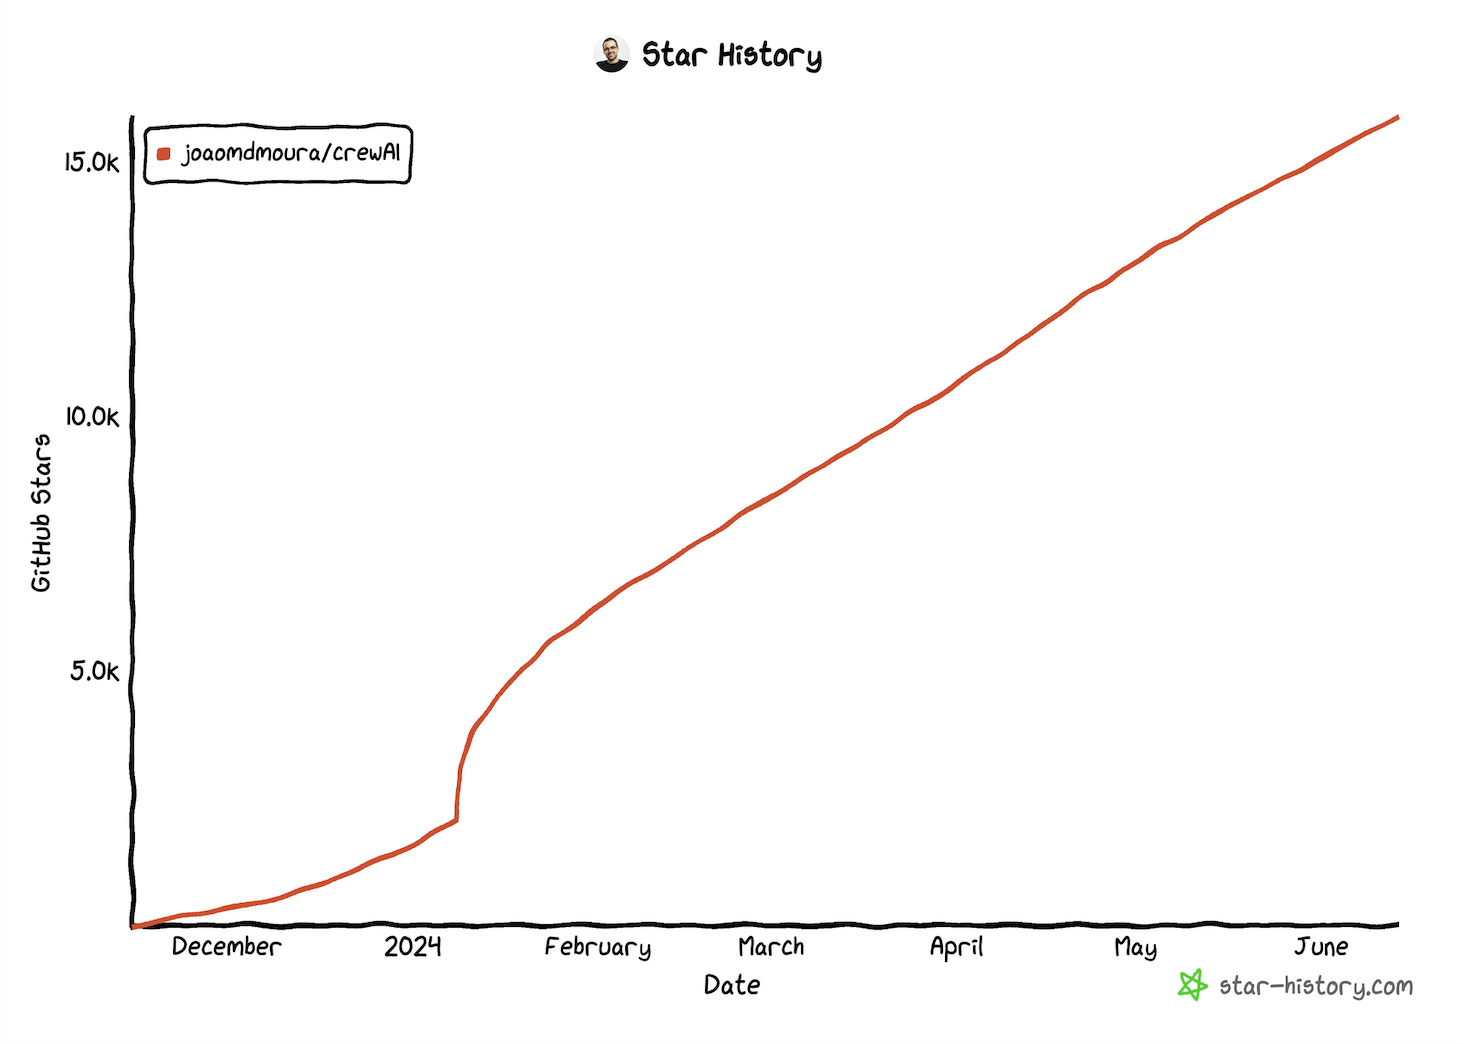 Star History
joaomdmoura/crewAI
15.0k
10.0k
5.0k
GitHub Stars
December 2024 February March April May June
Date
star-history.com